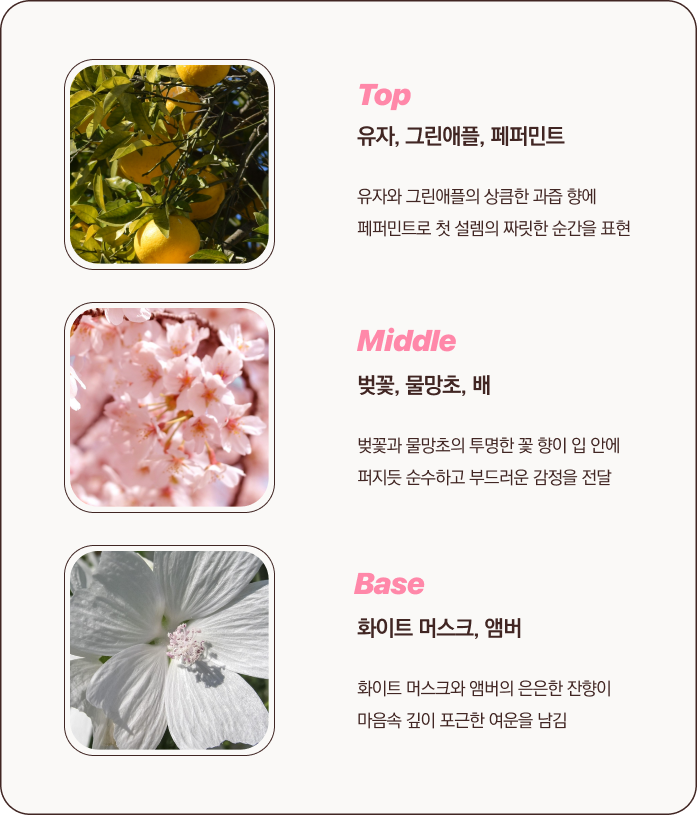 Top
유자, 그린애플, 페퍼민트
유자와 그린애플의 상큼한 과즙 향에
페퍼민트로 첫 설렘의 짜릿한 순간을 표현
Middle
벚꽃, 물망초, 배
벚꽃과 물망초의 투명한 꽃 향이 입 안에
퍼지듯 순수하고 부드러운 감정을 전달
Base
화이트 머스크, 앰버
화이트 머스크와 앰버의 은은한 잔향이
마음속 깊이 포근한 여운을 남김